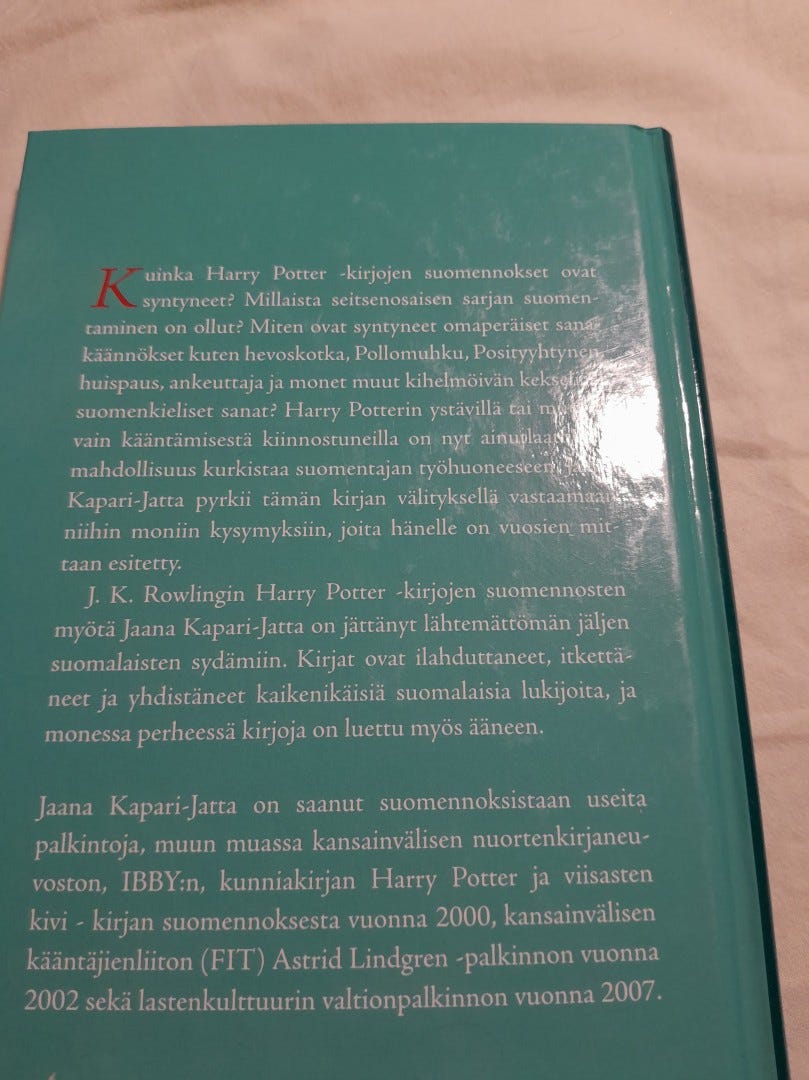 Kuinka Harry Potter -kirjojen suomennokset ovat
syntyneet? Millaista seitsenosaisen sarjan suomen-
taminen on ollut? Miten ovat syntyneet omaperäiset sana-
käännökset kuten hevoskotka, Pollomuhku, Posityyhtynen,
huispaus, ankeuttaja ja monet muut kihelmöivän
suomenkieliset sanat? Harry Potterin ystävillä tai
vain kääntämisestä kiinnostuneilla on nyt
mahdollisuus kurkistaa suomentajan työhuoneeseen.
Kapari-Jatta pyrkii tämän kirjan välityksellä vastaamaan
niihin moniin kysymyksiin, joita hänelle on vuosien mit-
taan esitetty.
J. K. Rowlingin Harry Potter -kirjojen suomennosten
myötä Jaana Kapari-Jatta on jättänyt lähtemättömän jäljen
suomalaisten sydämiin. Kirjat ovat ilahduttaneet, itkettä-
neet ja yhdistäneet kaikenikäisiä suomalaisia lukijoita, ja
monessa perheessä kirjoja on luettu myös ääneen.
Jaana Kapari-Jatta on saanut suomennoksistaan useita
palkintoja, muun muassa kansainvälisen nuortenkirjaneu-
voston, IBBY:n, kunniakirjan Harry Potter ja viisasten
kivi - kirjan suomennoksesta vuonna 2000, kansainvälisen
kääntäjienliiton (FIT) Astrid Lindgren -palkinnon vuonna
2002 sekä lastenkulttuurin valtionpalkinnon vuonna 2007.